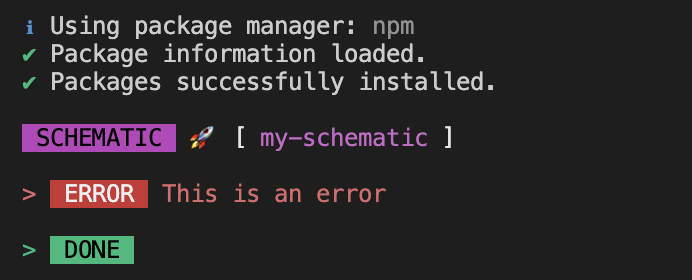 ℹ Using package manager: npm
✔ Package information loaded.
✔ Packages successfully installed.
SCHEMATIC 🚀 [ my-schematic ]
> ERROR This is an error
> DONE